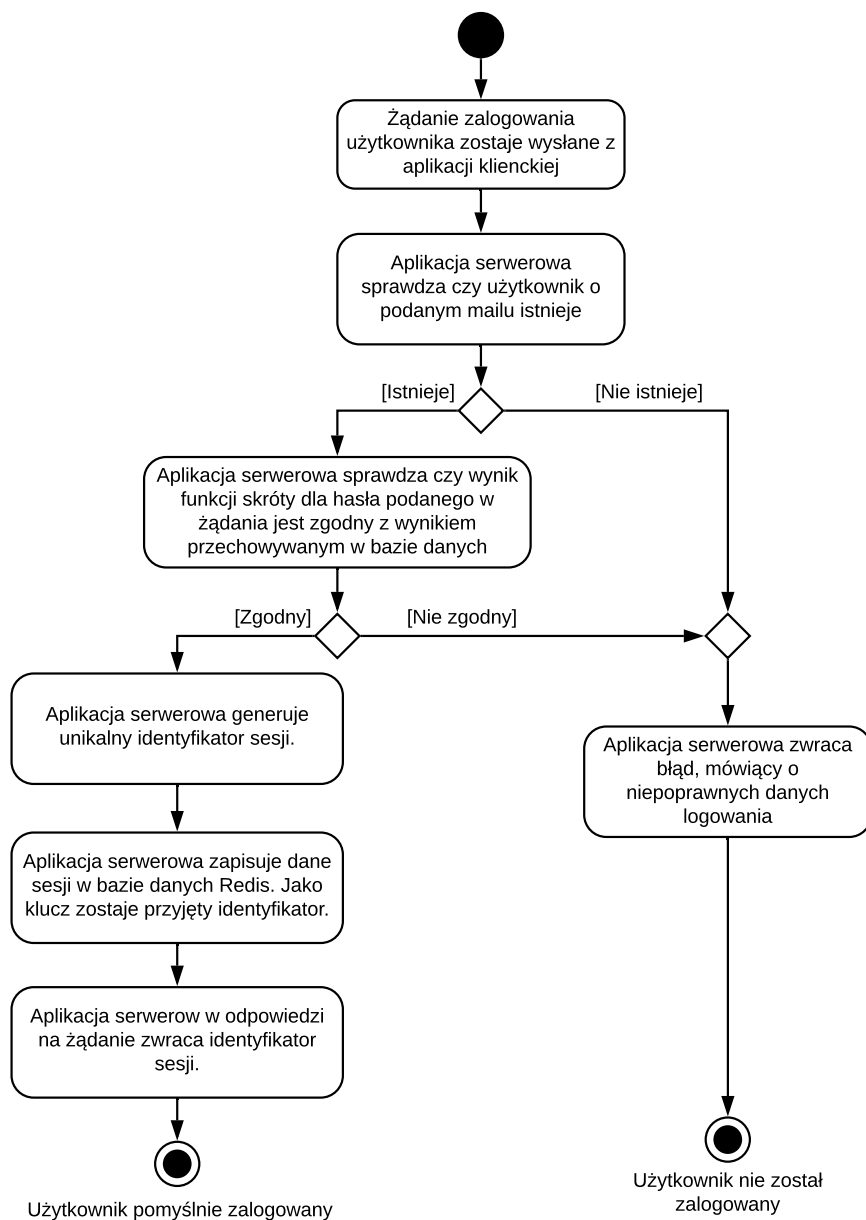 Żądanie zalogowania
użytkownika zostaje wysłane z
aplikacji klienckiej
Aplikacja serwerowa
sprawdza czy użytkownik o
podanym mailu istnieje
[Istnieje]
[Nie istnieje]
Aplikacja serwerowa sprawdza czy wynik
funkcji skróty dla hasła podanego w
żądania jest zgodny z wynikiem
przechowywanym w bazie danych
[Zgodny]
[Nie zgodny]
Aplikacja serwerowa generuje
unikalny identyfikator sesji.
Aplikacja serwerowa zwraca
błąd, mówiący o
niepoprawnych danych
logowania
Aplikacja serwerowa zapisuje dane
sesji w bazie danych Redis. Jako
klucz zostaje przyjęty identyfikator.
Aplikacja serwerow w odpowiedzi
na żądanie zwraca identyfikator
sesji.
Użytkownik pomyślnie zalogowany
Użytkownik nie został
zalogowany